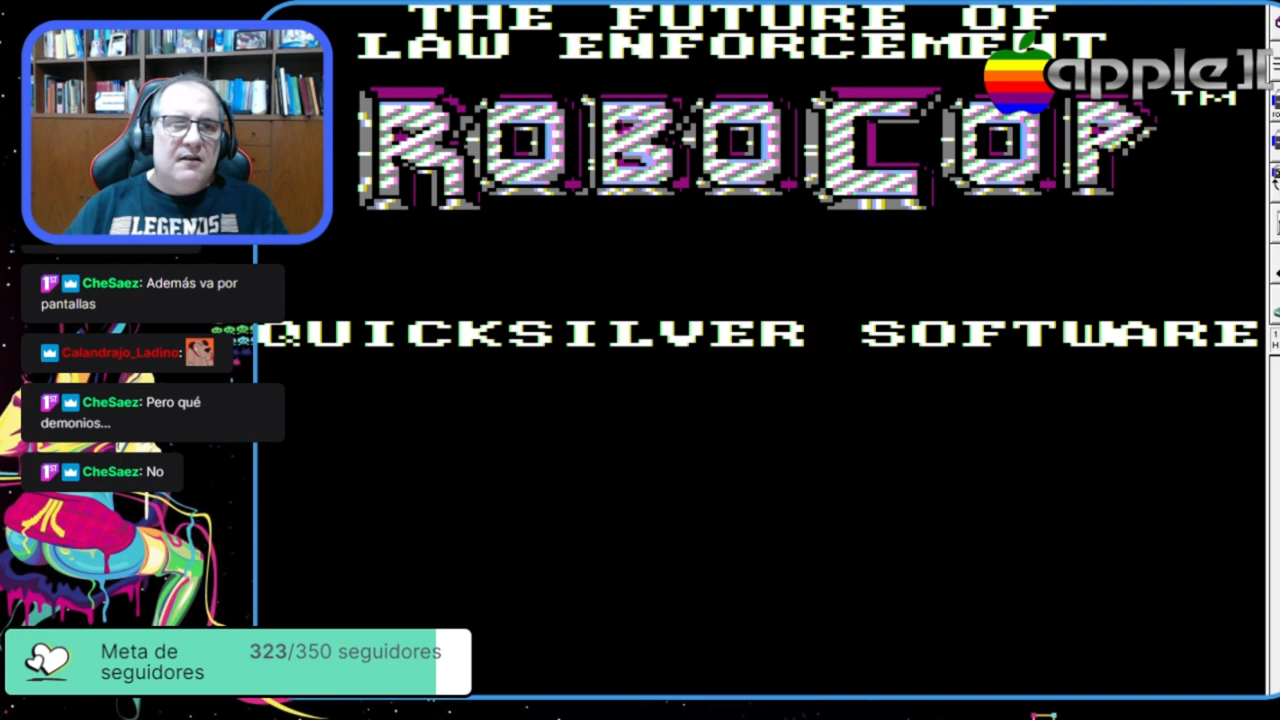 THE FUTURE OF
LAW ENFORCEMENT
apple ][
ROBOCOP
TM
QUICKSILVER SOFTWARE
LEGENDS
CheSaez: Además va por
pantallas
Calandrajo_Ladino:
CheSaez: Pero qué
demonios...
CheSaez: No
Meta de
seguidores
323/350 seguidores